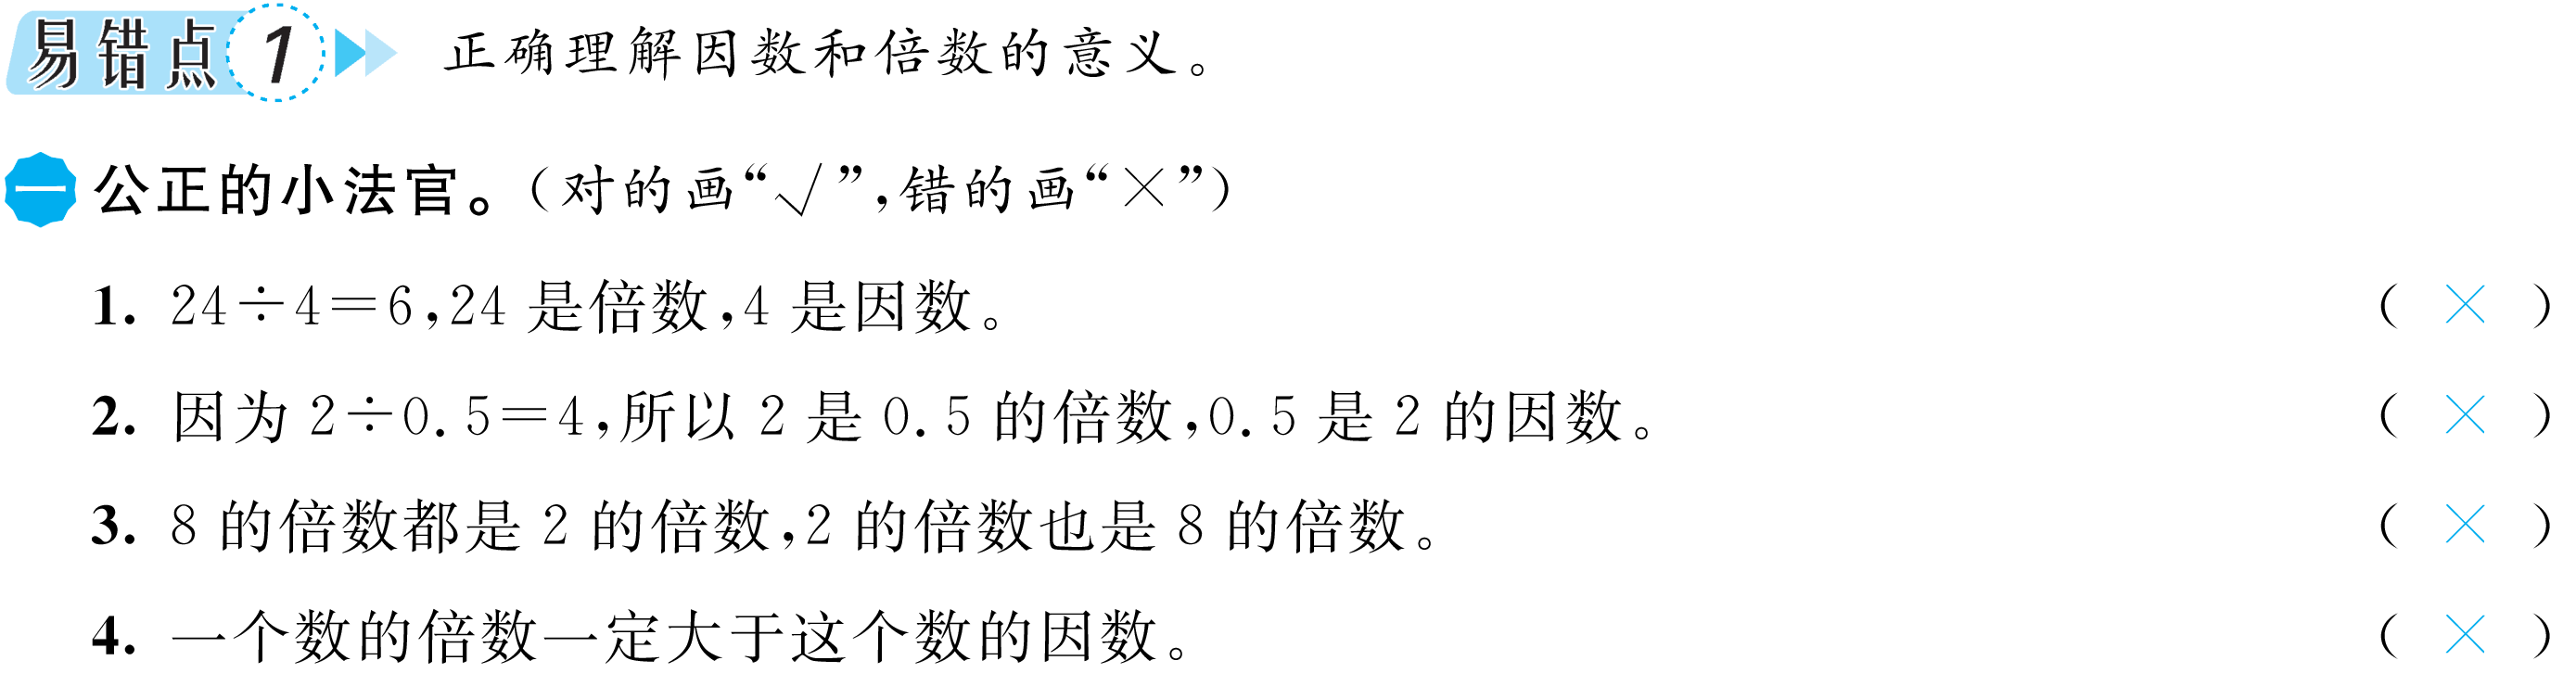 易错点1 正确理解因数和倍数的意义。
一 公正的小法官。(对的画“√”,错的画“×”)
1. 24÷4=6,24 是倍数,4 是因数。 ( × )
2. 因为 2÷0.5=4,所以 2 是 0.5 的倍数,0.5 是 2 的因数。 ( × )
3. 8 的倍数都是 2 的倍数,2 的倍数也是 8 的倍数。 ( × )
4. 一个数的倍数一定大于这个数的因数。 ( × )